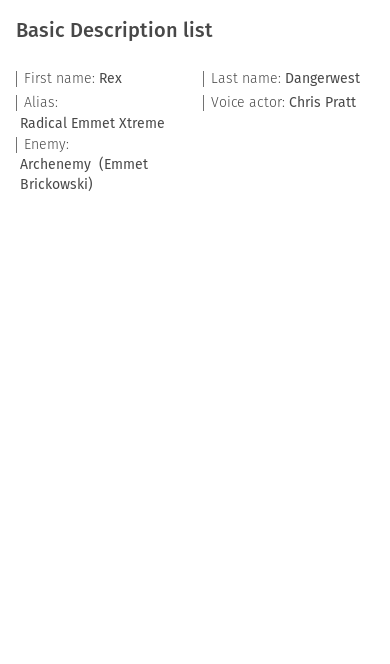 Basic Description list
First name: Rex
Last name: Dangerwest
Alias:
Radical Emmet Xtreme
Voice actor: Chris Pratt
Enemy:
Archenemy  (Emmet
Brickowski)